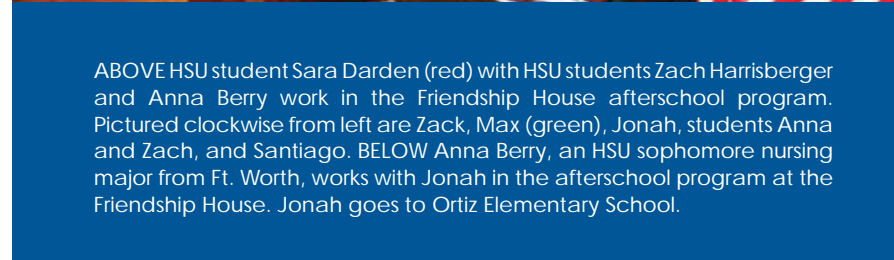 ABOVE HSU student Sara Darden (red) with HSU students Zach Harrisberger
and Anna Berry work in the Friendship House afterschool program.
Pictured clockwise from left are Zack, Max (green), Jonah, students Anna
and Zach, and Santiago. BELOW Anna Berry, an HSU sophomore nursing
major from Ft. Worth, works with Jonah in the afterschool program at the
Friendship House. Jonah goes to Ortiz Elementary School.